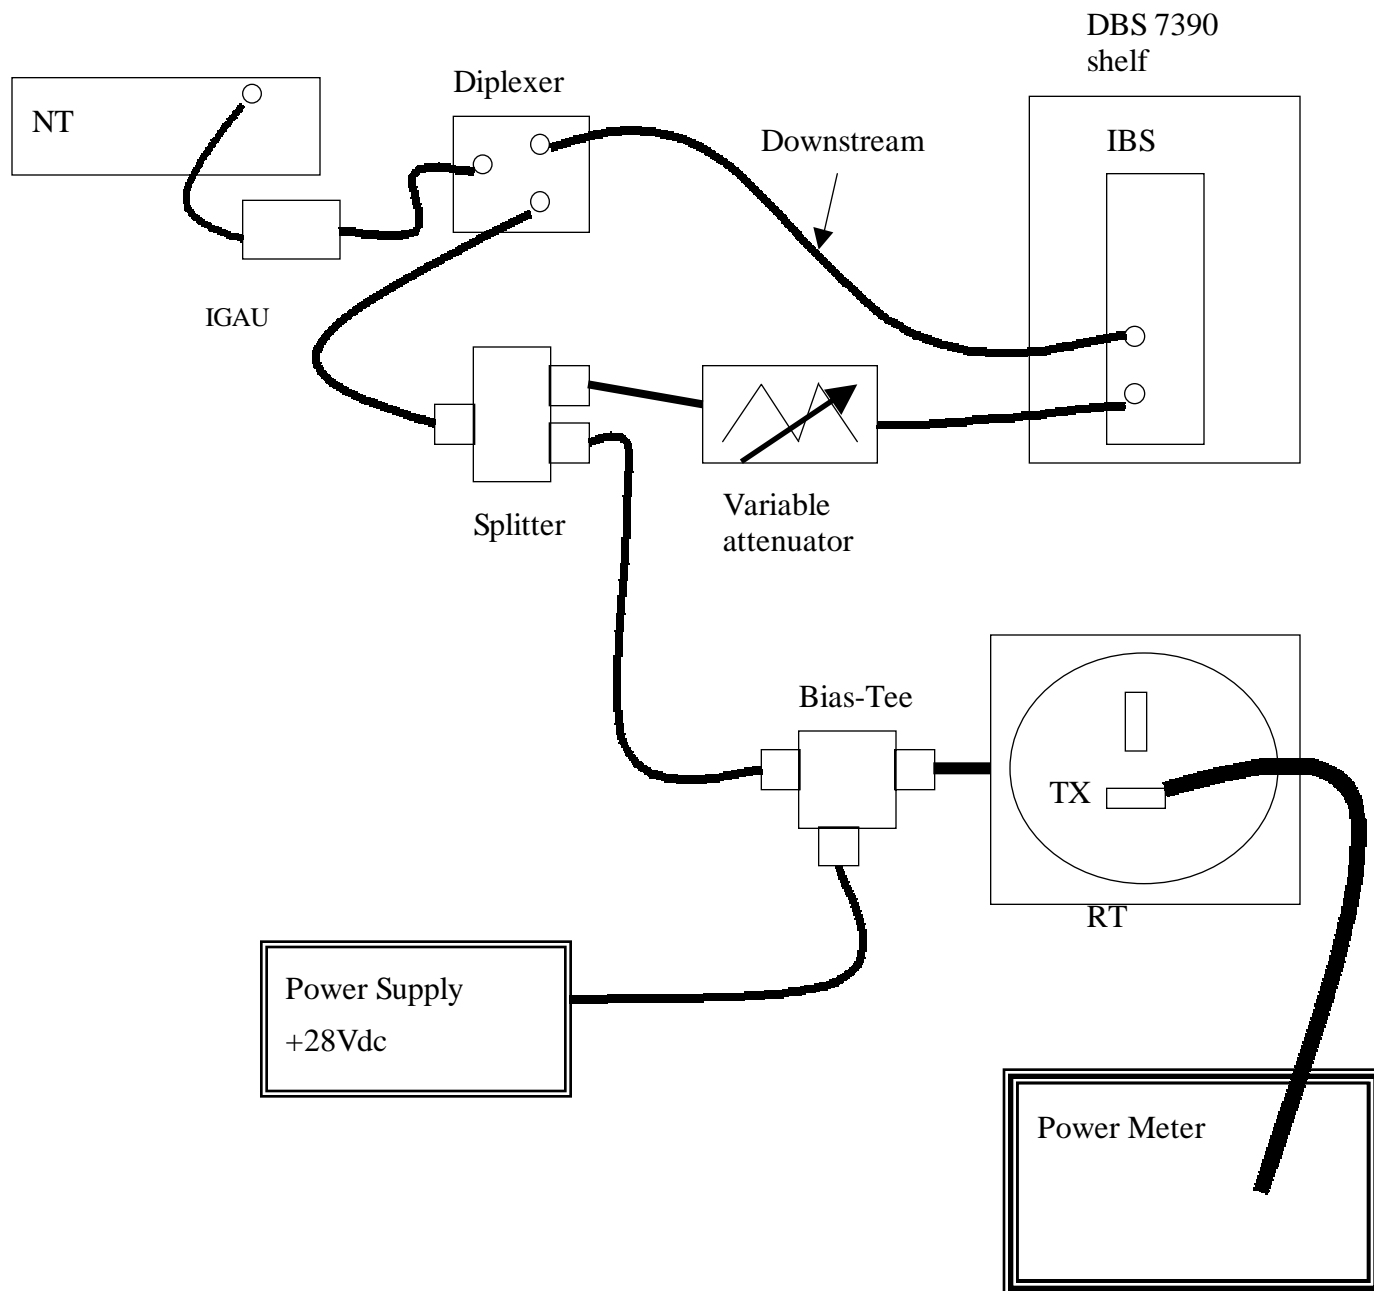 DBS 7390
shelf
Diplexer
NT
Downstream
IBS
IGAU
Splitter
Variable
attenuator
Bias-Tee
TX
RT
Power Supply
+28Vdc
Power Meter